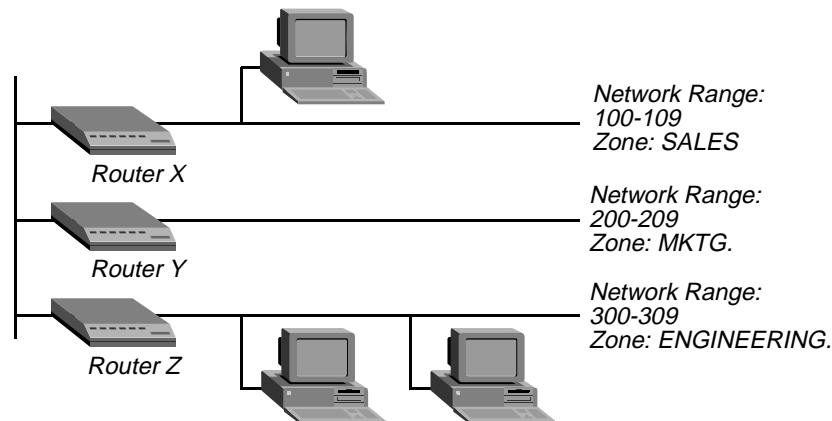 Network Range:
100-109
Zone: SALES
Router X
Network Range:
200-209
Zone: MKTG.
Router Y
Network Range:
300-309
Zone: ENGINEERING.
Router Z